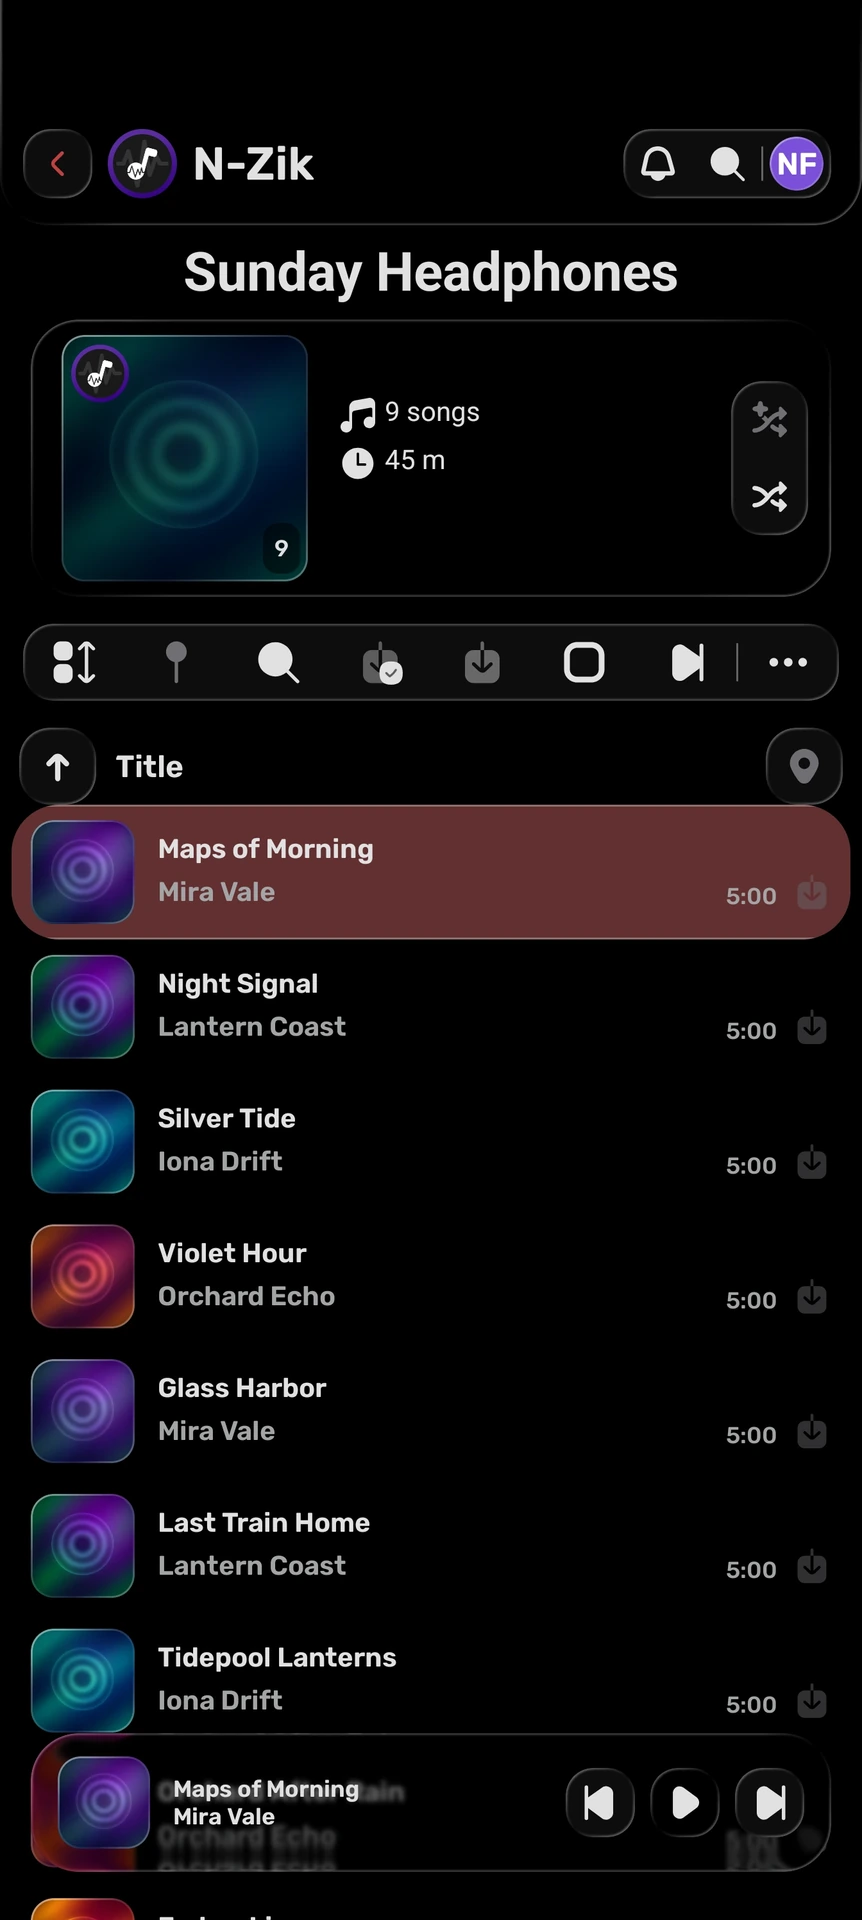 N-Zik
NF
Sunday Headphones
9 songs
45 m
9
Title
Maps of Morning
Mira Vale
5:00
Night Signal
Lantern Coast
5:00
Silver Tide
Iona Drift
5:00
Violet Hour
Orchard Echo
5:00
Glass Harbor
Mira Vale
5:00
Last Train Home
Lantern Coast
5:00
Tidepool Lanterns
Iona Drift
5:00
Maps of Morning
Mira Vale
Orchard Echo